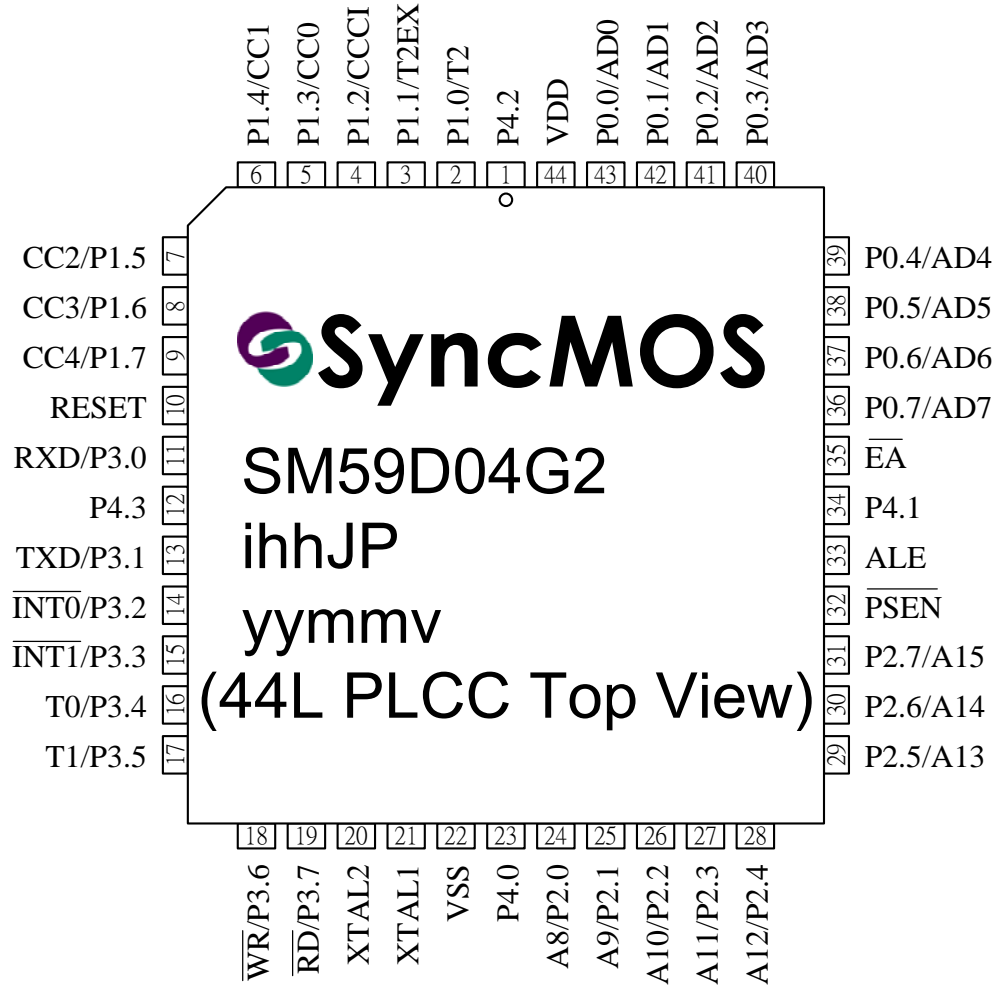 P1.4/CC1
P1.3/CC0
P1.2/CCCI
P1.1/T2EX
P1.0/T2
P4.2
VDD
P0.0/AD0
P0.1/AD1
P0.2/AD2
P0.3/AD3
6 5 4 3 2 1 44 43 42 41 40
CC2/P1.5 7
CC3/P1.6 8
CC4/P1.7 9
RESET 10
RXD/P3.0 11
P4.3 12
TXD/P3.1 13
I̅N̅T̅0̅/P3.2 14
I̅N̅T̅1̅/P3.3 15
T0/P3.4 16
T1/P3.5 17
SyncMOS
SM59D04G2
ihhJP
yymmv
(44L PLCC Top View)
39 P0.4/AD4
38 P0.5/AD5
37 P0.6/AD6
36 P0.7/AD7
35 E̅A̅
34 P4.1
33 ALE
32 P̅S̅E̅N̅
31 P2.7/A15
30 P2.6/A14
29 P2.5/A13
18 19 20 21 22 23 24 25 26 27 28
W̅R̅/P3.6
R̅D̅/P3.7
XTAL2
XTAL1
VSS
P4.0
A8/P2.0
A9/P2.1
A10/P2.2
A11/P2.3
A12/P2.4